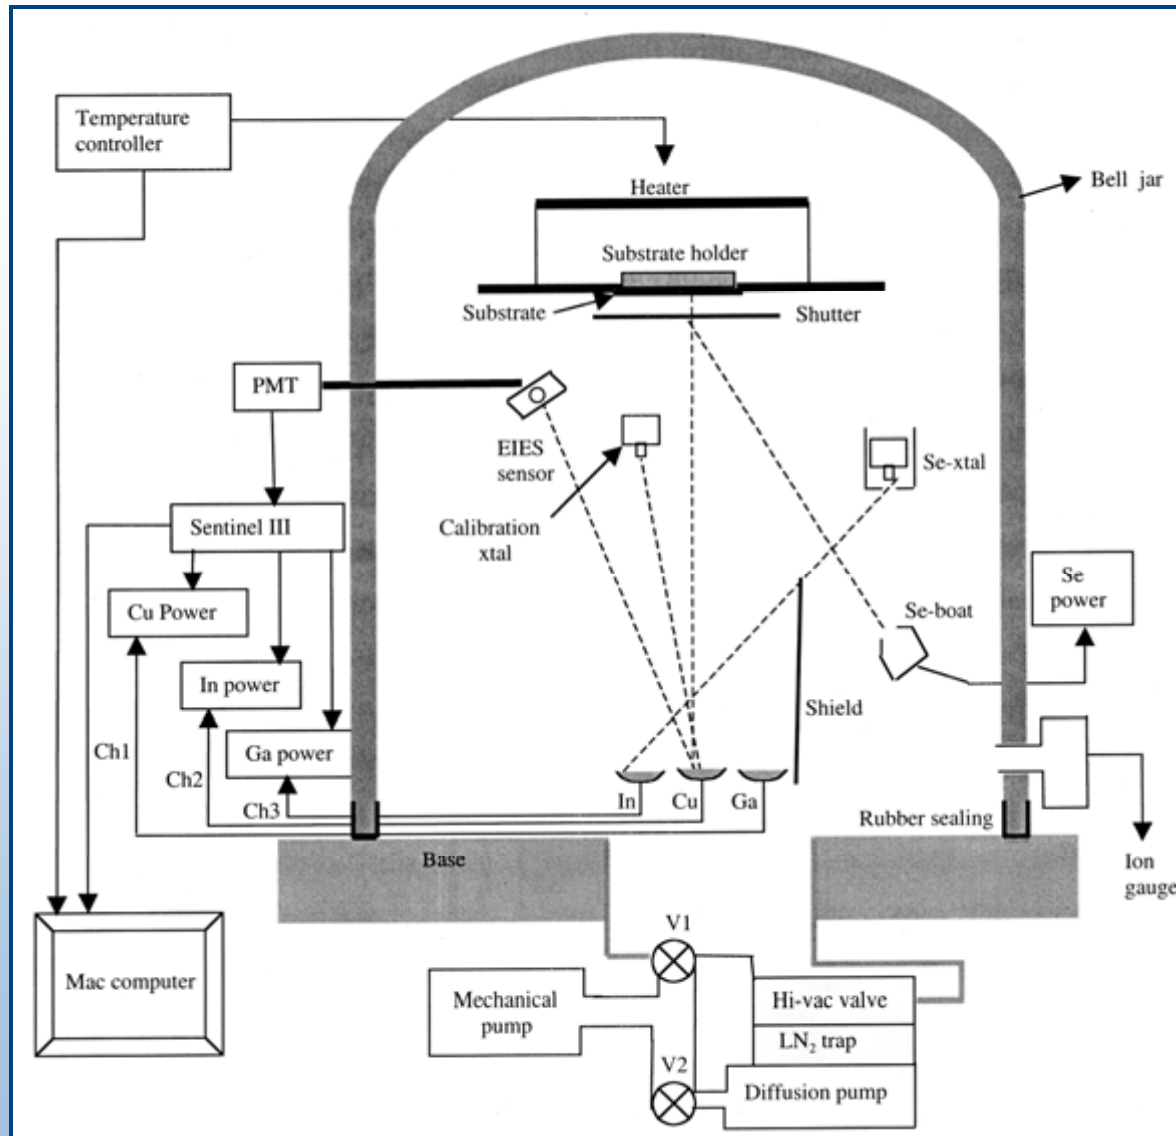 Temperature
controller
Bell jar
Heater
Substrate holder
Substrate
Shutter
PMT
EIES
sensor
Se-xtal
Calibration
xtal
Sentinel III
Se
power
Cu Power
Se-boat
In power
Shield
Ga power
Ch1
Ch2
Ch3
In
Cu
Ga
Rubber sealing
Base
Ion
gauge
V1
Mac computer
Mechanical
pump
Hi-vac valve
LN₂ trap
V2
Diffusion pump